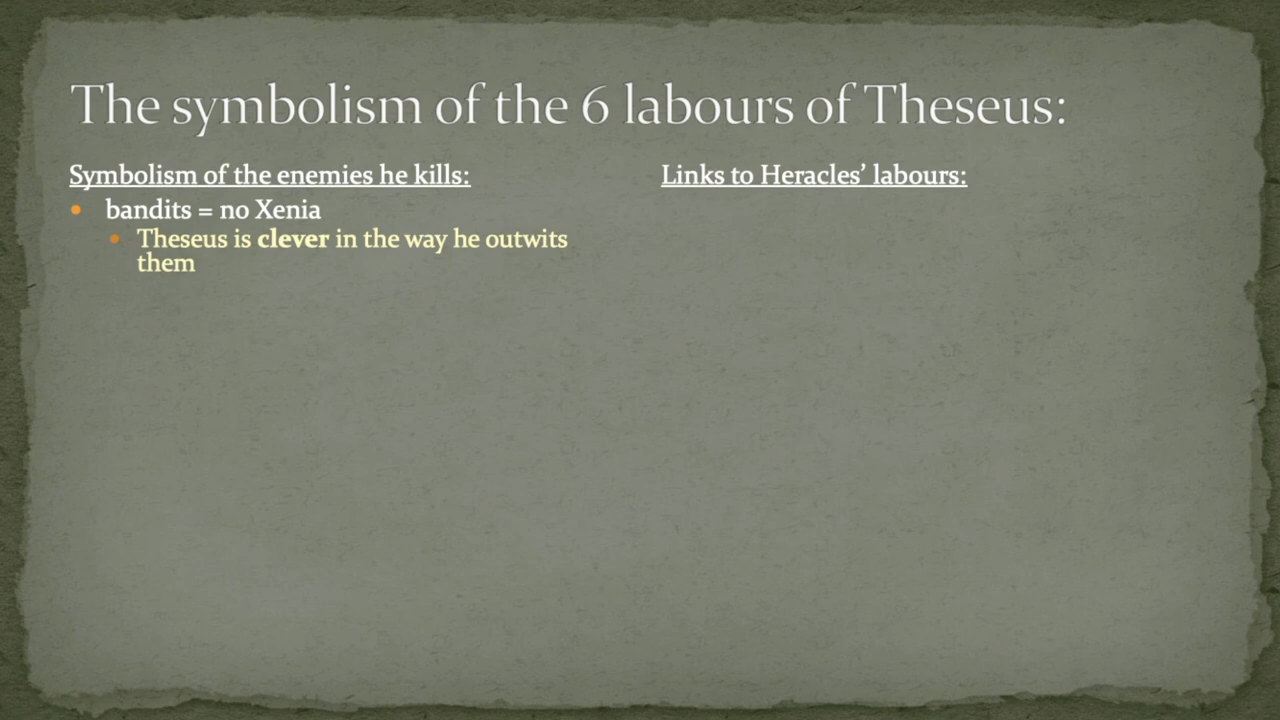 The symbolism of the 6 labours of Theseus:
Symbolism of the enemies he kills:
bandits = no Xenia
Theseus is clever in the way he outwits
them
Links to Heracles’ labours: